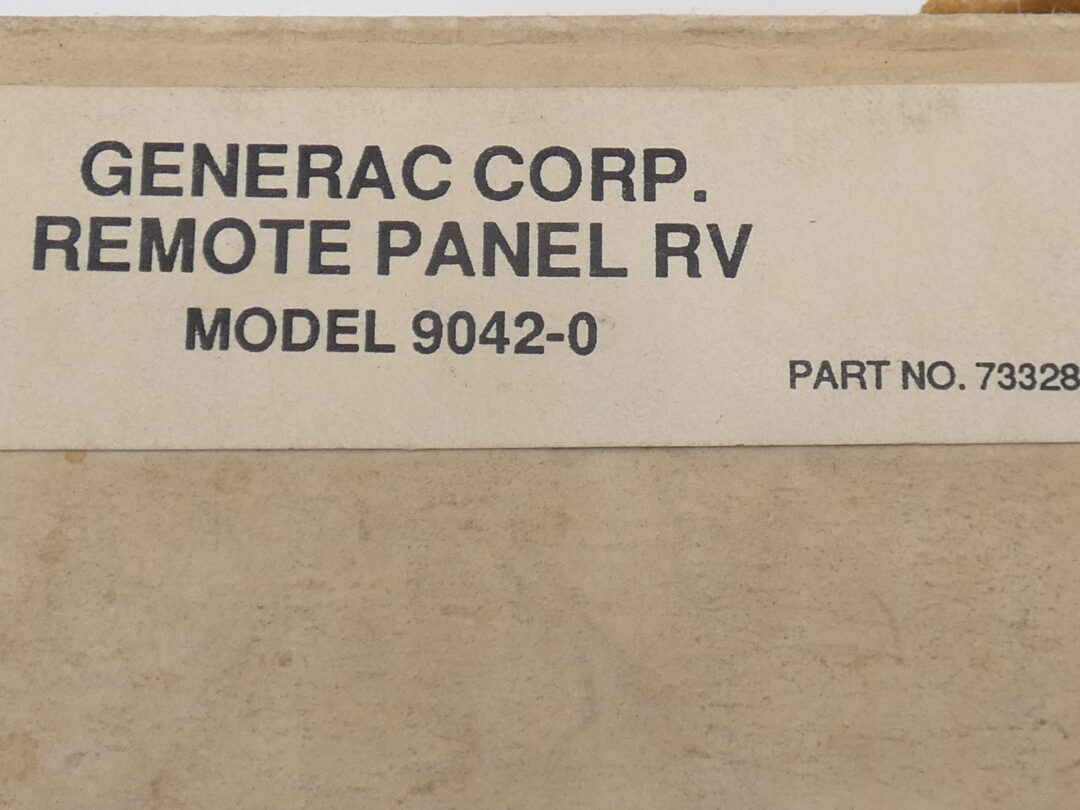 GENERAC CORP.
REMOTE PANEL RV
MODEL 9042-0
PART NO. 73328